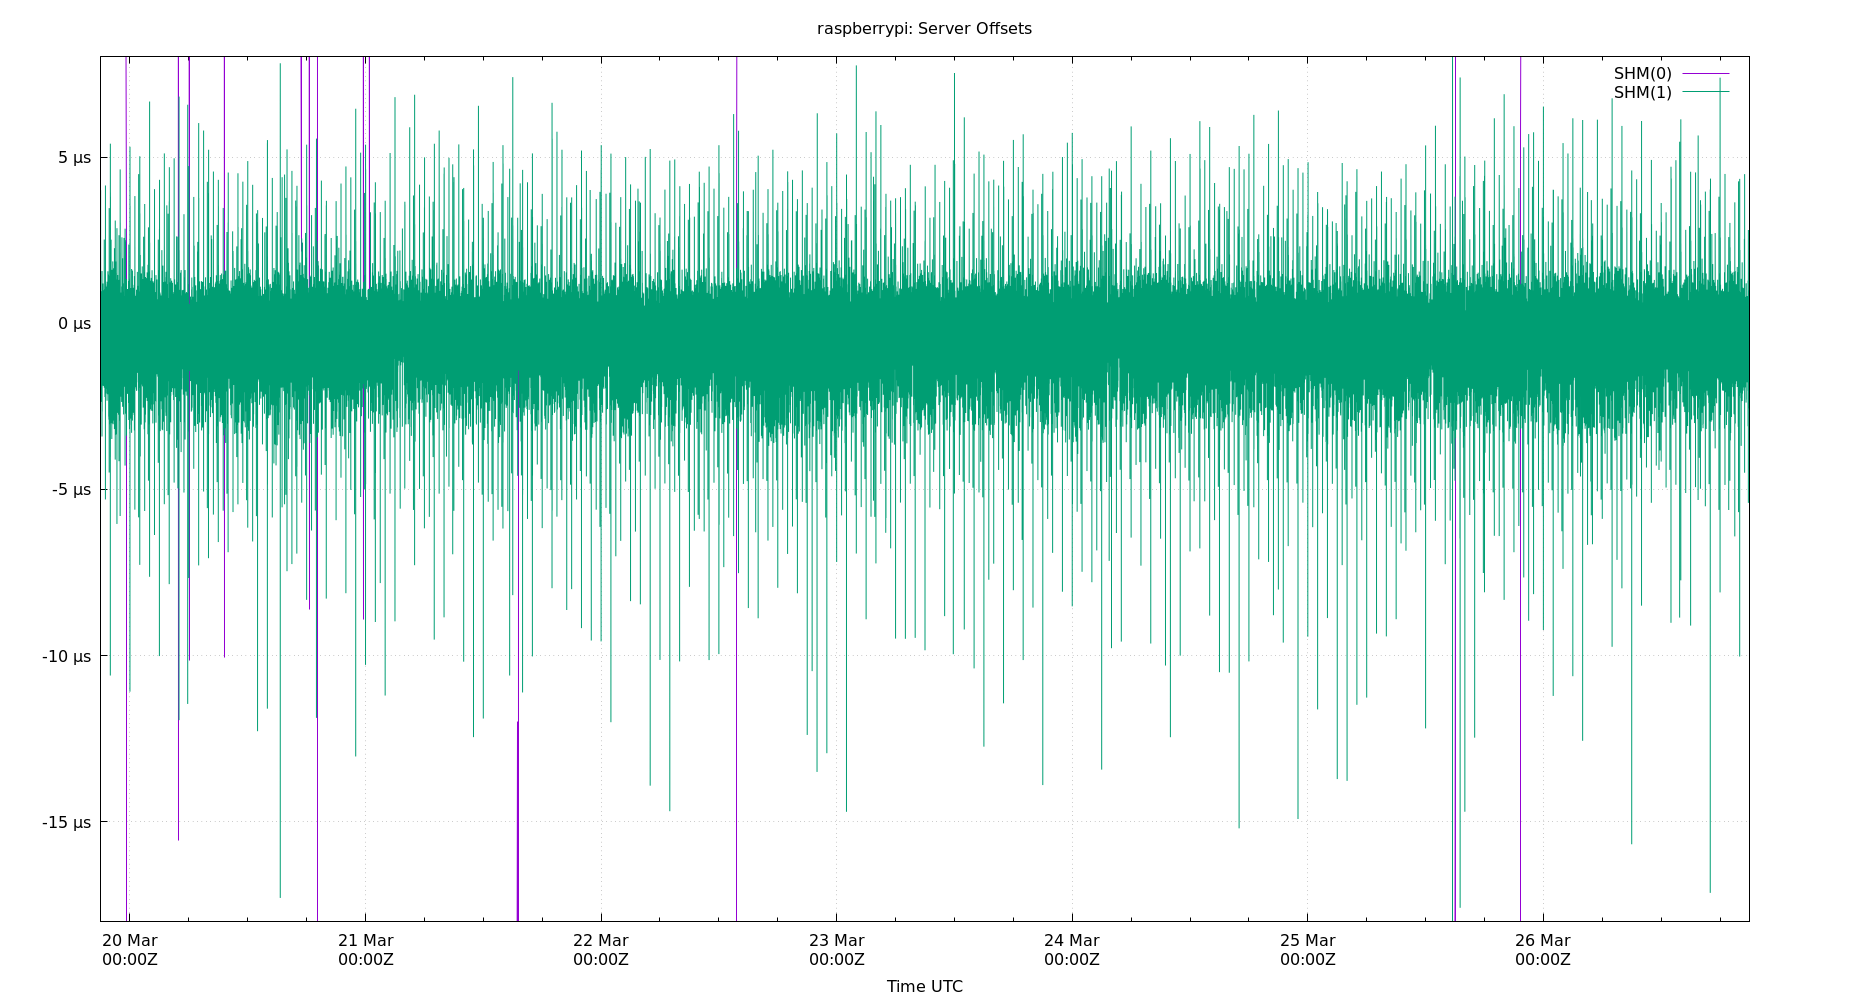 raspberrypi: Server Offsets
SHM(0)
SHM(1)
5 µs
0 µs
-5 µs
-10 µs
-15 µs
20 Mar 21 Mar 22 Mar 23 Mar 24 Mar 25 Mar 26 Mar
00:00Z 00:00Z 00:00Z 00:00Z 00:00Z 00:00Z 00:00Z
Time UTC